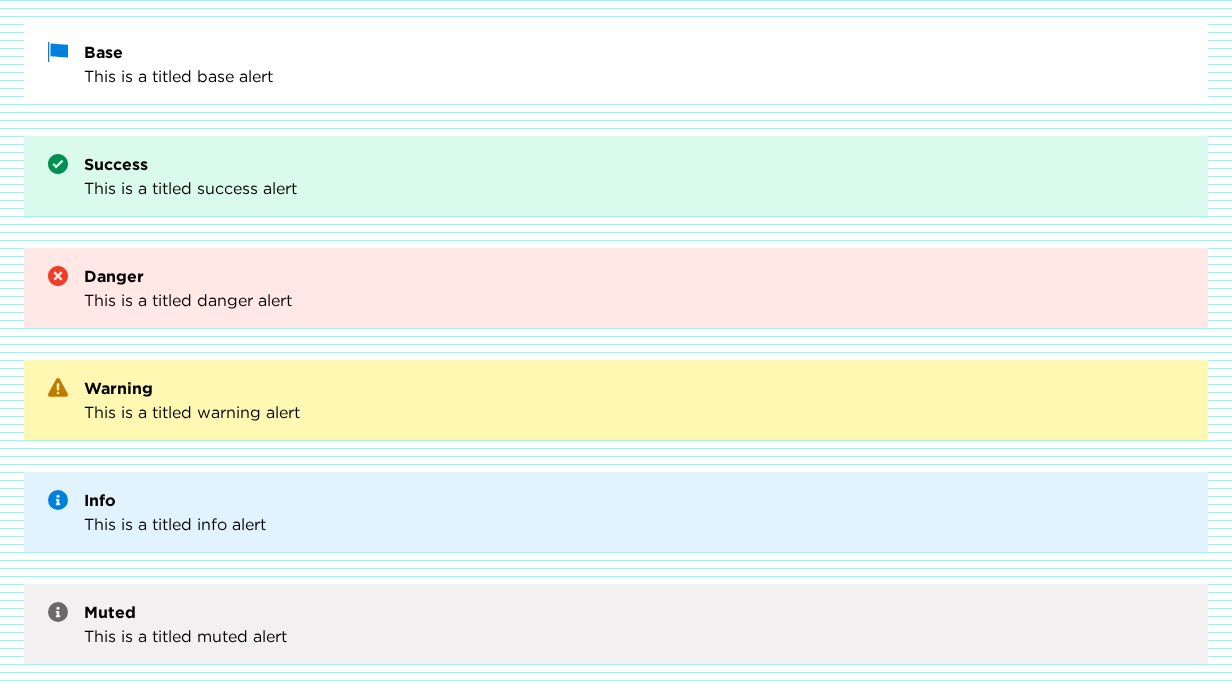 Base
This is a titled base alert
Success
This is a titled success alert
Danger
This is a titled danger alert
Warning
This is a titled warning alert
Info
This is a titled info alert
Muted
This is a titled muted alert